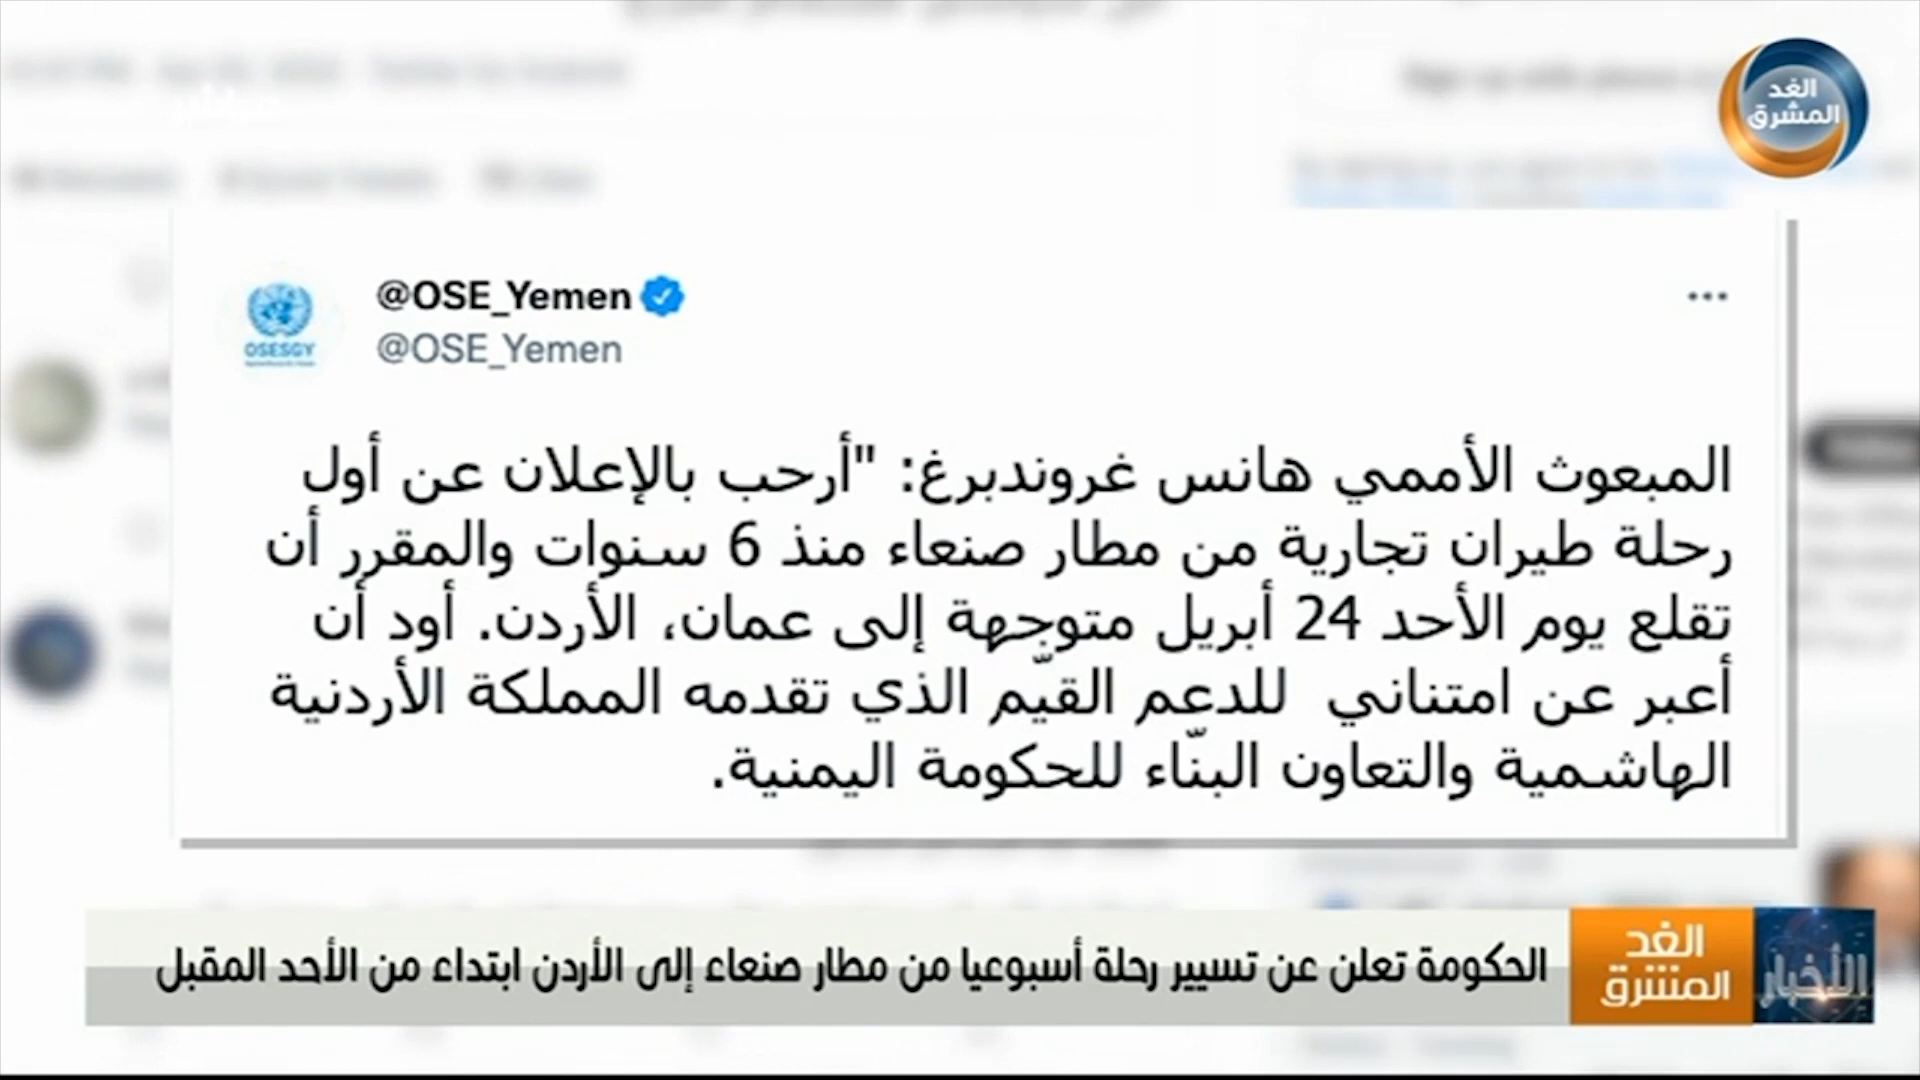 الغد
المشرق
@OSE_Yemen
@OSE_Yemen
OSESGY
المبعوث الأممي هانس غروندبرغ: "أرحب بالإعلان عن أول
رحلة طيران تجارية من مطار صنعاء منذ 6 سنوات والمقرر أن
تقلع يوم الأحد 24 أبريل متوجهة إلى عمان، الأردن. أود أن
أعبر عن امتناني للدعم القيّم الذي تقدمه المملكة الأردنية
الهاشمية والتعاون البنّاء للحكومة اليمنية.
الأخبار
الغد
المشرق
الحكومة تعلن عن تسيير رحلة أسبوعيا من مطار صنعاء إلى الأردن ابتداء من الأحد المقبل